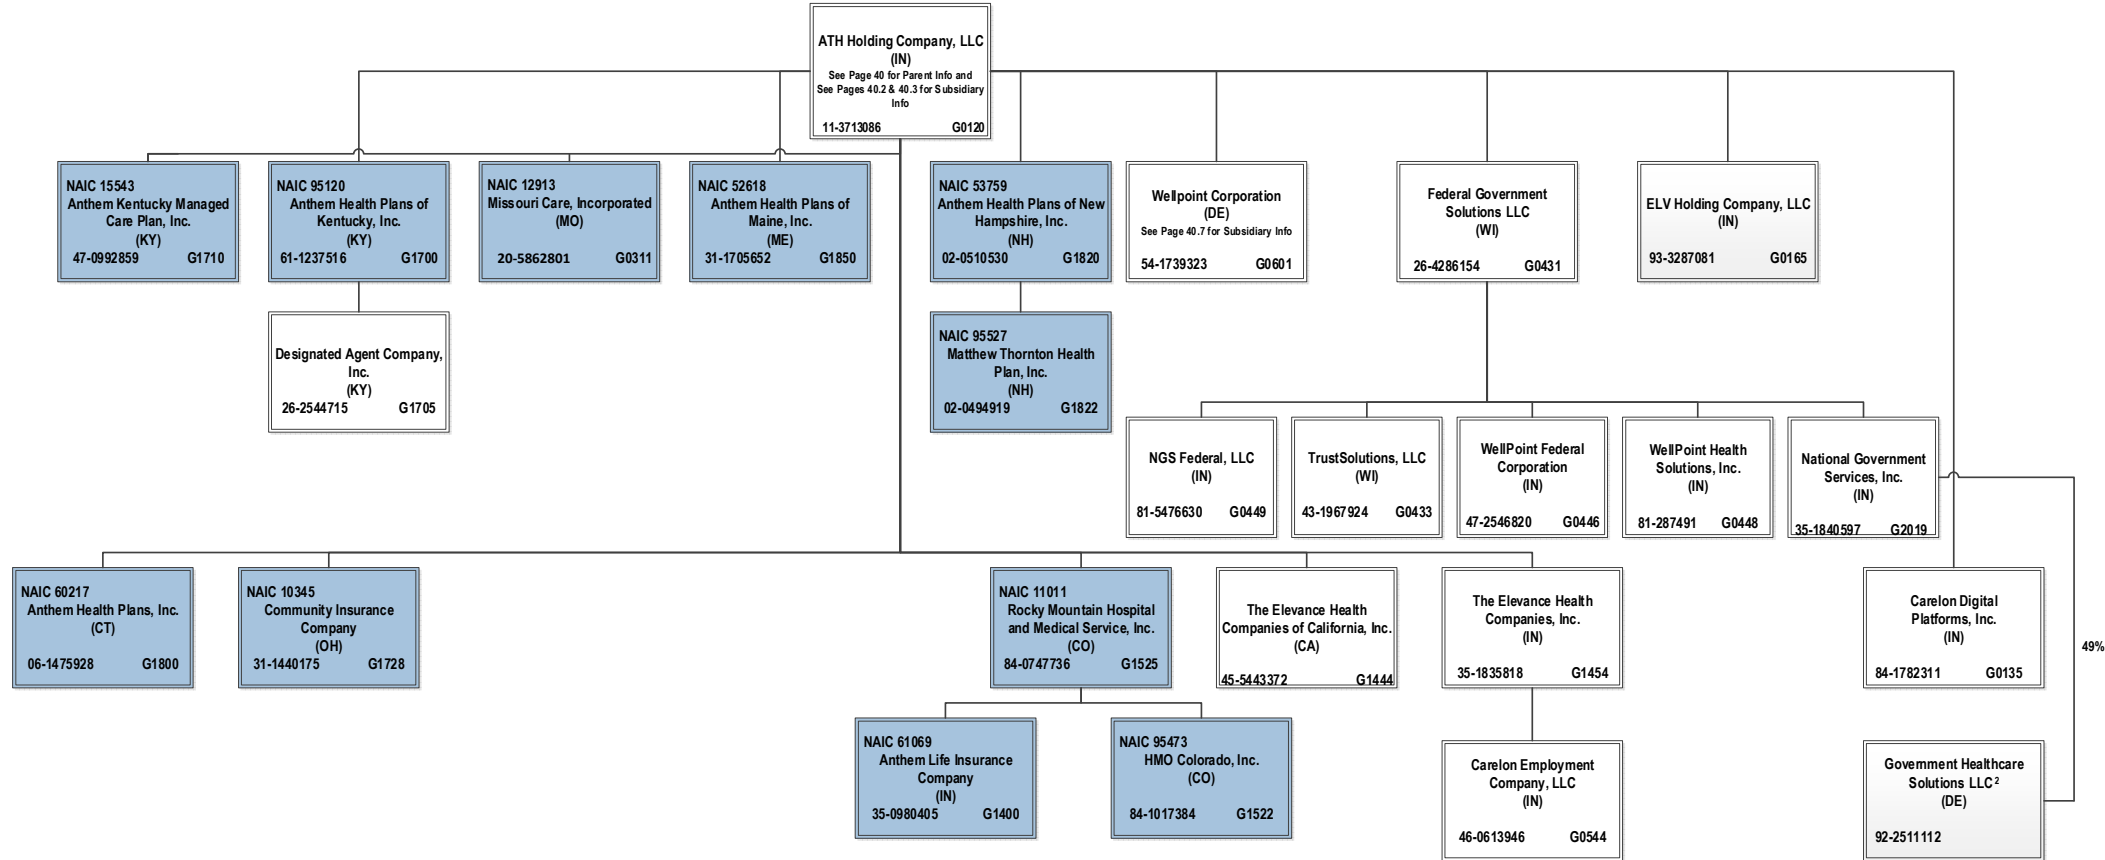 ATH Holding Company, LLC
(IN)
See Page 40 for Parent Info and
See Pages 40.2 & 40.3 for Subsidiary
Info
11-3713086 G0120
NAIC 15543
Anthem Kentucky Managed
Care Plan, Inc.
(KY)
47-0992859 G1710
NAIC 95120
Anthem Health Plans of
Kentucky, Inc.
(KY)
61-1237516 G1700
NAIC 12913
Missouri Care, Incorporated
(MO)
20-5862801 G0311
NAIC 52618
Anthem Health Plans of
Maine, Inc.
(ME)
31-1705652 G1850
NAIC 53759
Anthem Health Plans of New
Hampshire, Inc.
(NH)
02-0510530 G1820
Wellpoint Corporation
(DE)
See Page 40.7 for Subsidiary Info
54-1739323 G0601
Federal Government
Solutions LLC
(WI)
26-4286154 G0431
ELV Holding Company, LLC
(IN)
93-3287081 G0165
Designated Agent Company,
Inc.
(KY)
26-2544715 G1705
NAIC 95527
Matthew Thornton Health
Plan, Inc.
(NH)
02-0494919 G1822
NGS Federal, LLC
(IN)
81-5476630 G0449
TrustSolutions, LLC
(WI)
43-1967924 G0433
WellPoint Federal
Corporation
(IN)
47-2546820 G0446
WellPoint Health
Solutions, Inc.
(IN)
81-287491 G0448
National Government
Services, Inc.
(IN)
35-1840597 G2019
NAIC 60217
Anthem Health Plans, Inc.
(CT)
06-1475928 G1800
NAIC 10345
Community Insurance
Company
(OH)
31-1440175 G1728
NAIC 11011
Rocky Mountain Hospital
and Medical Service, Inc.
(CO)
84-0747736 G1525
The Elevance Health
Companies of California, Inc.
(CA)
45-5443372 G1444
The Elevance Health
Companies, Inc.
(IN)
35-1835818 G1454
Carelon Digital
Platforms, Inc.
(IN)
84-1782311 G0135
49%
NAIC 61069
Anthem Life Insurance
Company
(IN)
35-0980405 G1400
NAIC 95473
HMO Colorado, Inc.
(CO)
84-1017384 G1522
Carelon Employment
Company, LLC
(IN)
46-0613946 G0544
Government Healthcare
Solutions LLC²
(DE)
92-2511112